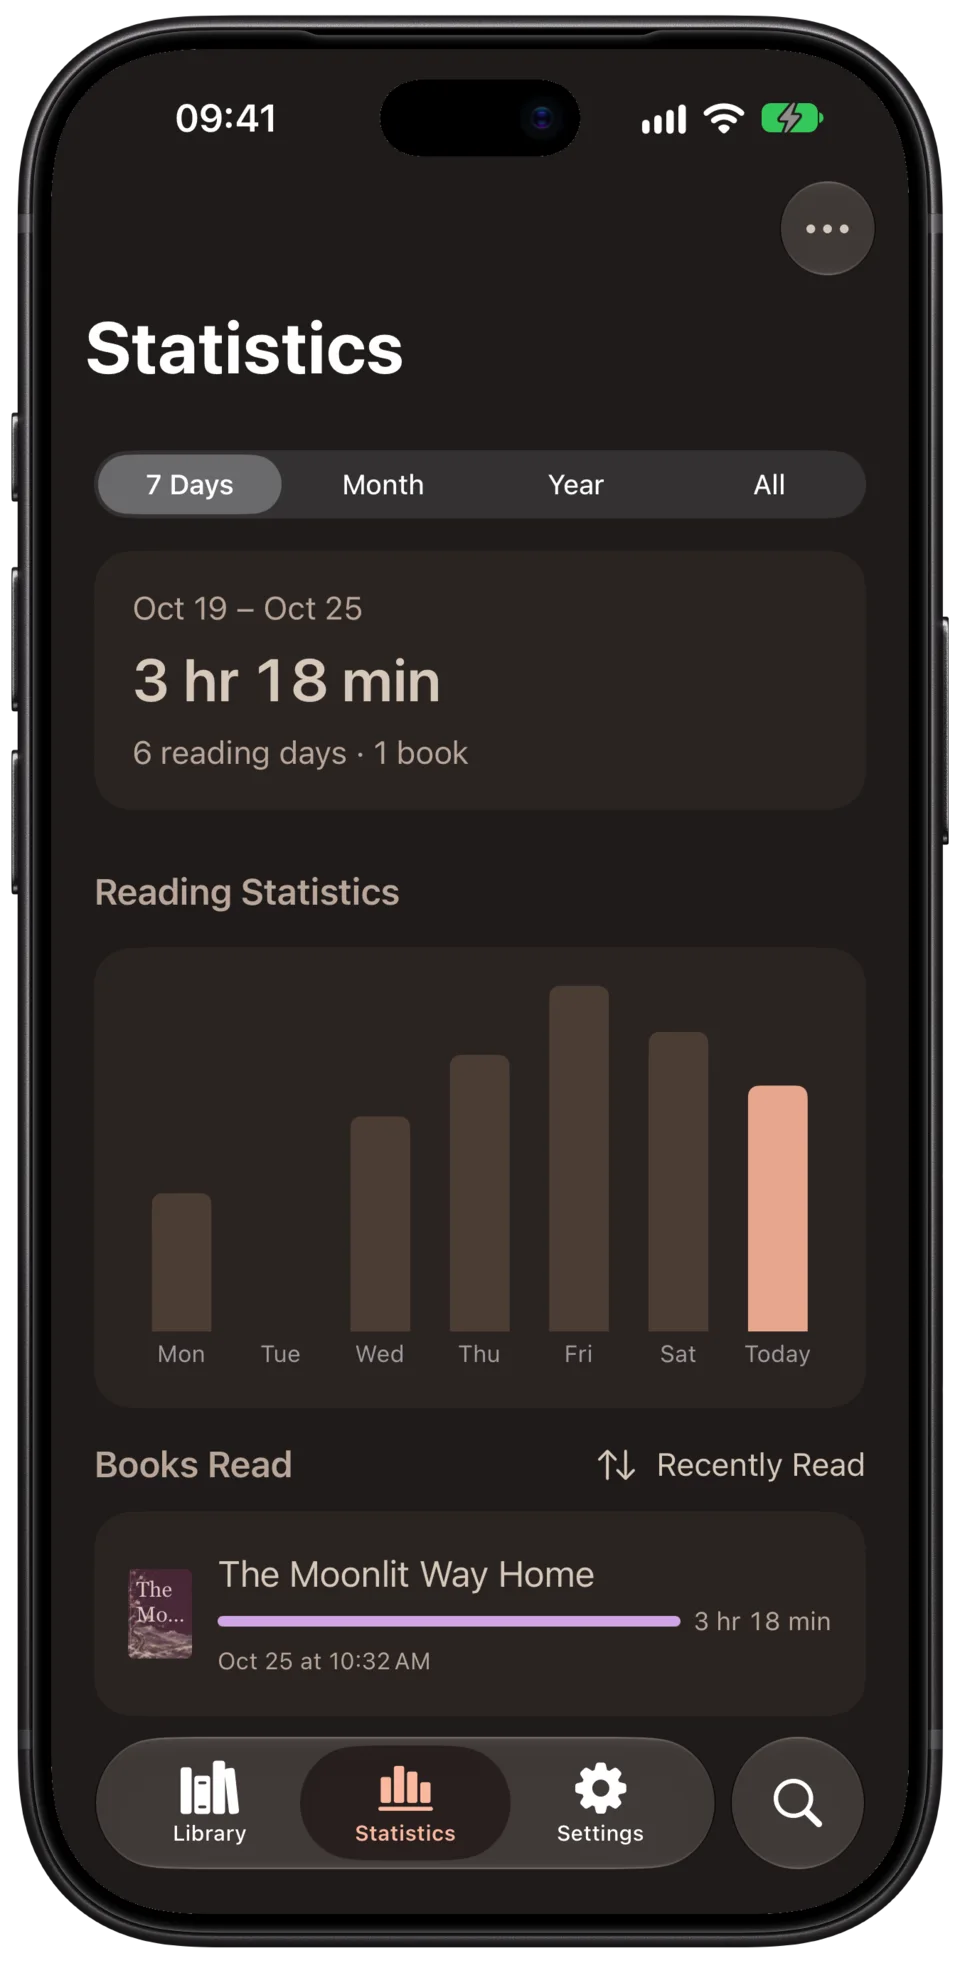 09:41
Statistics
7 Days Month Year All
Oct 19 – Oct 25
3 hr 18 min
6 reading days · 1 book
Reading Statistics
Mon Tue Wed Thu Fri Sat Today
Books Read Recently Read
The
Mo...
The Moonlit Way Home
3 hr 18 min
Oct 25 at 10:32 AM
Library Statistics Settings